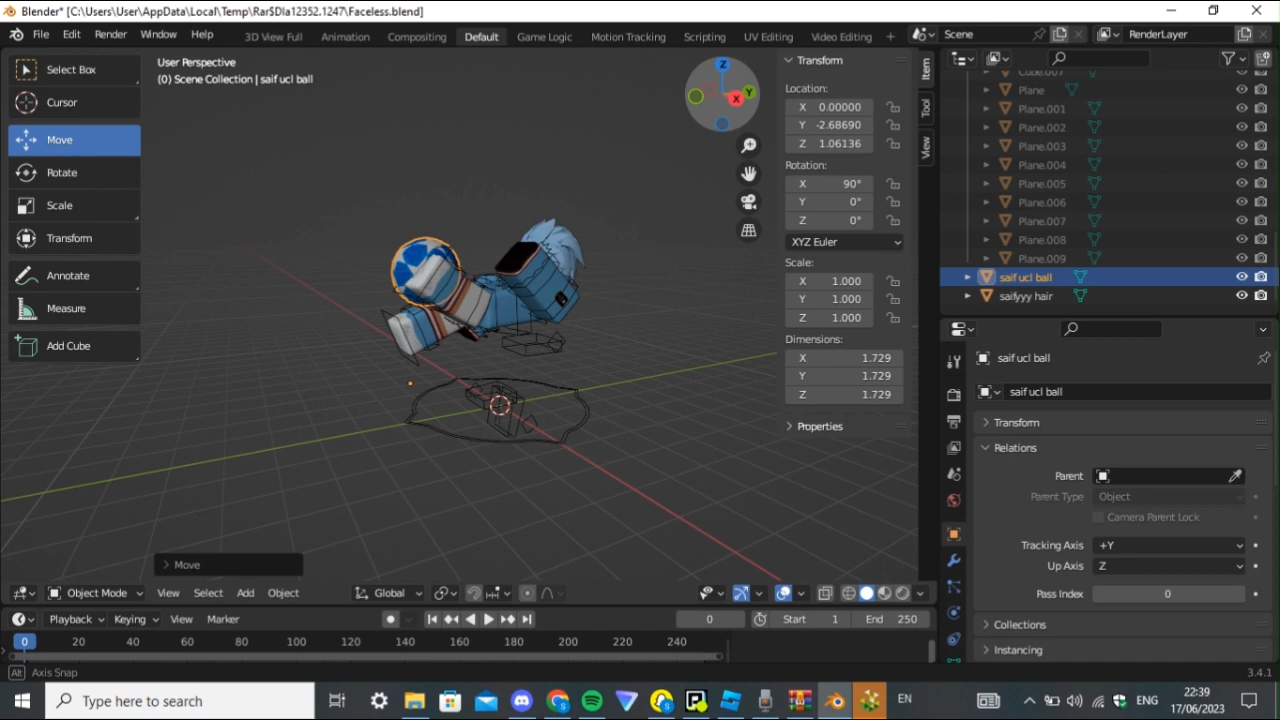 Blender* [C:\Users\User\AppData\Local\Temp\Rar$DIa12352.1247\Faceless.blend]
File Edit Render Window Help
3D View Full Animation Compositing Default Game Logic Motion Tracking Scripting UV Editing Video Editing
Scene
RenderLayer
Select Box
Cursor
Move
Rotate
Scale
Transform
Annotate
Measure
Add Cube
User Perspective
(0) Scene Collection | saif ucl ball
Z
Y
X
Transform
Location:
X 0.00000
Y -2.68690
Z 1.06136
Rotation:
X 90°
Y 0°
Z 0°
XYZ Euler
Scale:
X 1.000
Y 1.000
Z 1.000
Dimensions:
X 1.729
Y 1.729
Z 1.729
Properties
Item
Tool
View
Cube.007
Plane
Plane.001
Plane.002
Plane.003
Plane.004
Plane.005
Plane.006
Plane.007
Plane.008
Plane.009
saif ucl ball
saifyyy hair
saif ucl ball
saif ucl ball
Transform
Relations
Parent
Parent Type Object
Camera Parent Lock
Tracking Axis +Y
Up Axis Z
Pass Index 0
Collections
Instancing
Move
Object Mode View Select Add Object Global
Playback Keying View Marker 0 Start 1 End 250
0 20 40 60 80 100 120 140 160 180 200 220 240
Alt Axis Snap
3.4.1
Type here to search
EN
ENG
22:39
17/06/2023